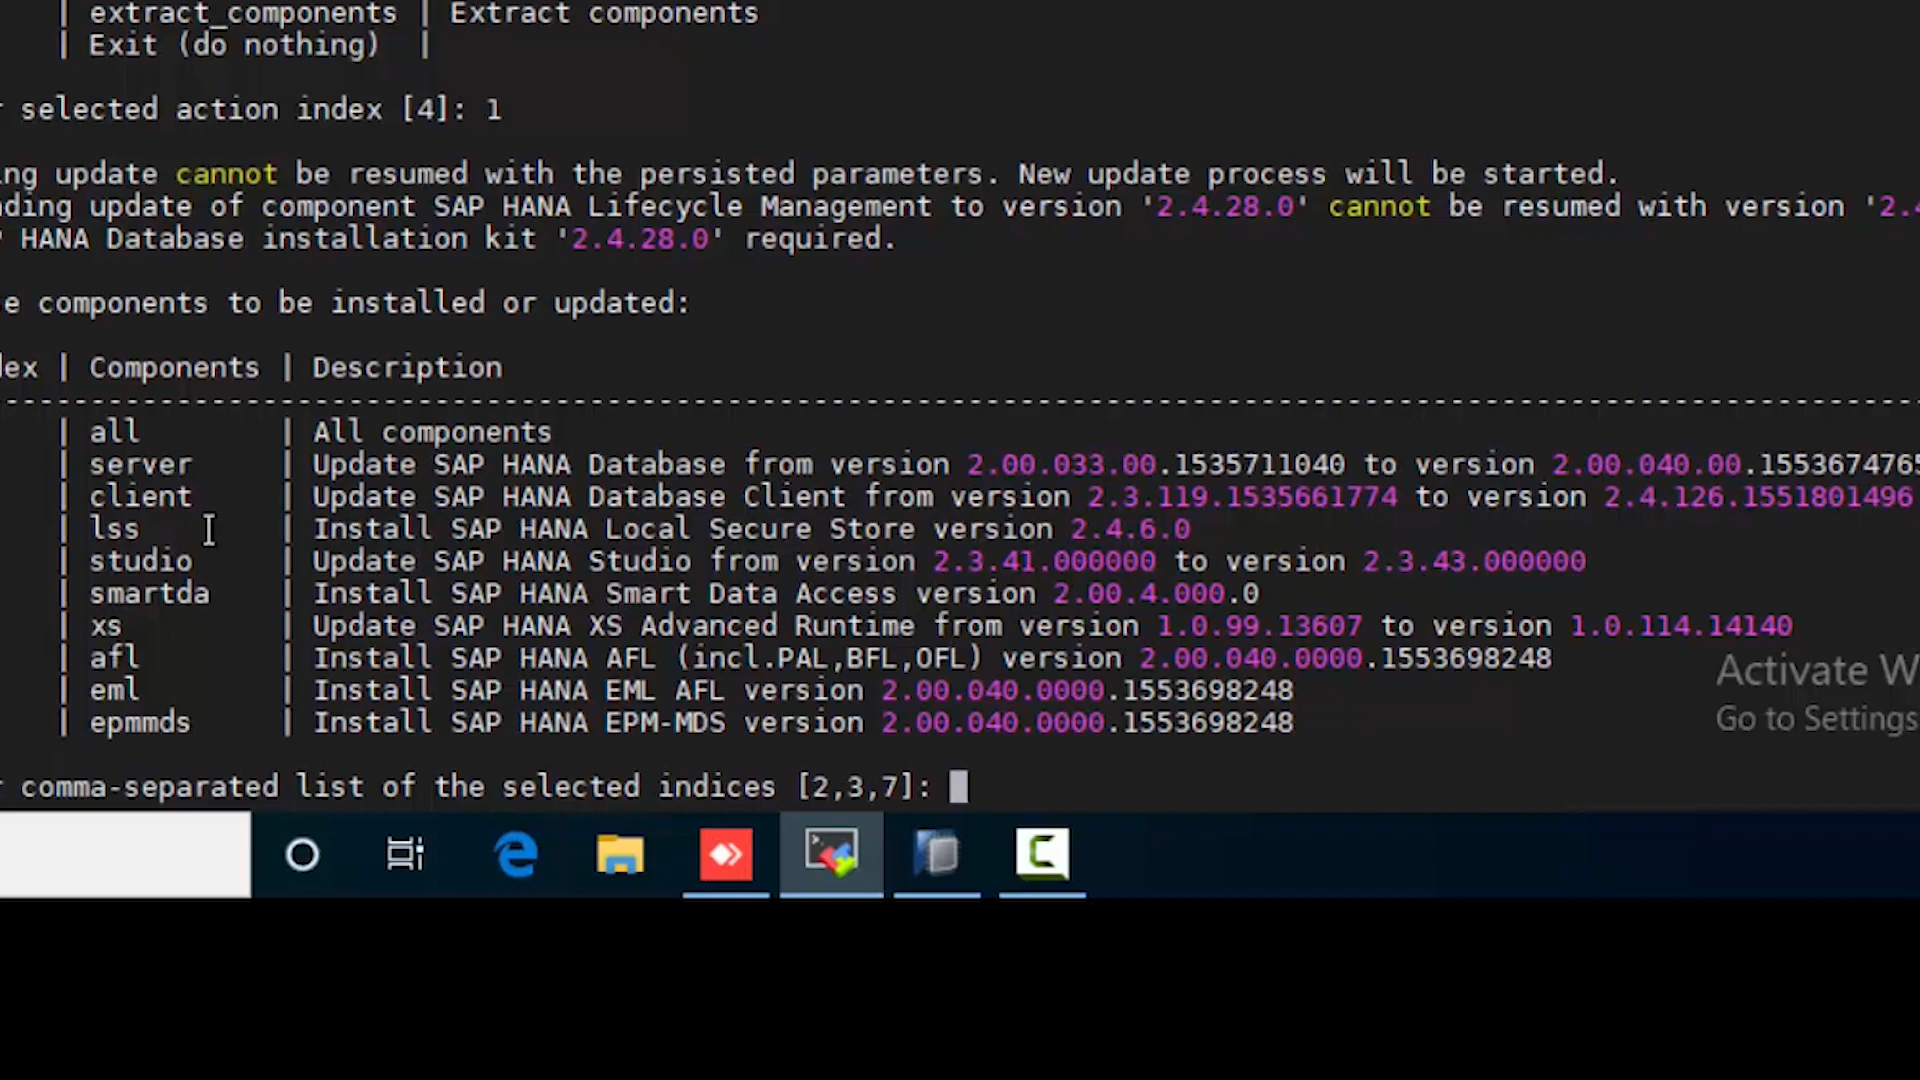 | extract_components | Extract components
| Exit (do nothing) |
selected action index [4]: 1
ing update cannot be resumed with the persisted parameters. New update process will be started.
ding update of component SAP HANA Lifecycle Management to version '2.4.28.0' cannot be resumed with version '2.
HANA Database installation kit '2.4.28.0' required.
e components to be installed or updated:
ex | Components | Description
| all | All components
| server | Update SAP HANA Database from version 2.00.033.00.1535711040 to version 2.00.040.00.1553674765
| client | Update SAP HANA Database Client from version 2.3.119.1535661774 to version 2.4.126.1551801496
| lss | Install SAP HANA Local Secure Store version 2.4.6.0
| studio | Update SAP HANA Studio from version 2.3.41.000000 to version 2.3.43.000000
| smartda | Install SAP HANA Smart Data Access version 2.00.4.000.0
| xs | Update SAP HANA XS Advanced Runtime from version 1.0.99.13607 to version 1.0.114.14140
| afl | Install SAP HANA AFL (incl.PAL,BFL,OFL) version 2.00.040.0000.1553698248
| eml | Install SAP HANA EML AFL version 2.00.040.0000.1553698248
| epmmds | Install SAP HANA EPM-MDS version 2.00.040.0000.1553698248
Activate W
Go to Settings
comma-separated list of the selected indices [2,3,7]: